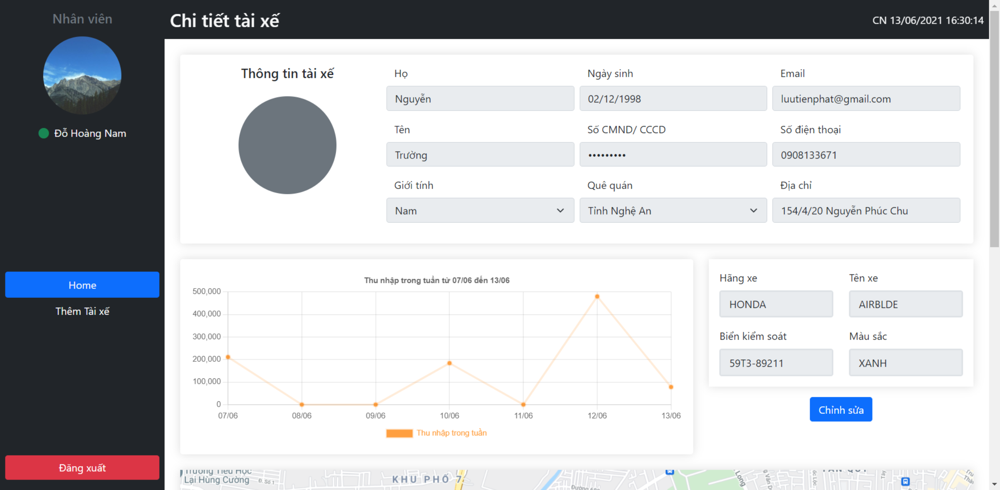 Nhân viên
Chi tiết tài xế
CN 13/06/2021 16:30:14
Đỗ Hoàng Nam
Home
Thêm Tài xế
Đăng xuất
Thông tin tài xế
Họ
Ngày sinh
Email
Nguyễn
02/12/1998
luutienphat@gmail.com
Tên
Số CMND/ CCCD
Số điện thoại
Trường
•••••••••
0908133671
Giới tính
Quê quán
Địa chỉ
Nam
Tỉnh Nghệ An
154/4/20 Nguyễn Phúc Chu
Thu nhập trong tuần từ 07/06 đến 13/06
500,000
400,000
300,000
200,000
100,000
0
07/06 08/06 09/06 10/06 11/06 12/06 13/06
Thu nhập trong tuần
Hãng xe
Tên xe
HONDA
AIRBLDE
Biển kiểm soát
Màu sắc
59T3-89211
XANH
Chỉnh sửa
Trường Tiểu Học
Lại Hùng Cường
Đ. Số 1
KHU PHỐ 7
Đường
Long